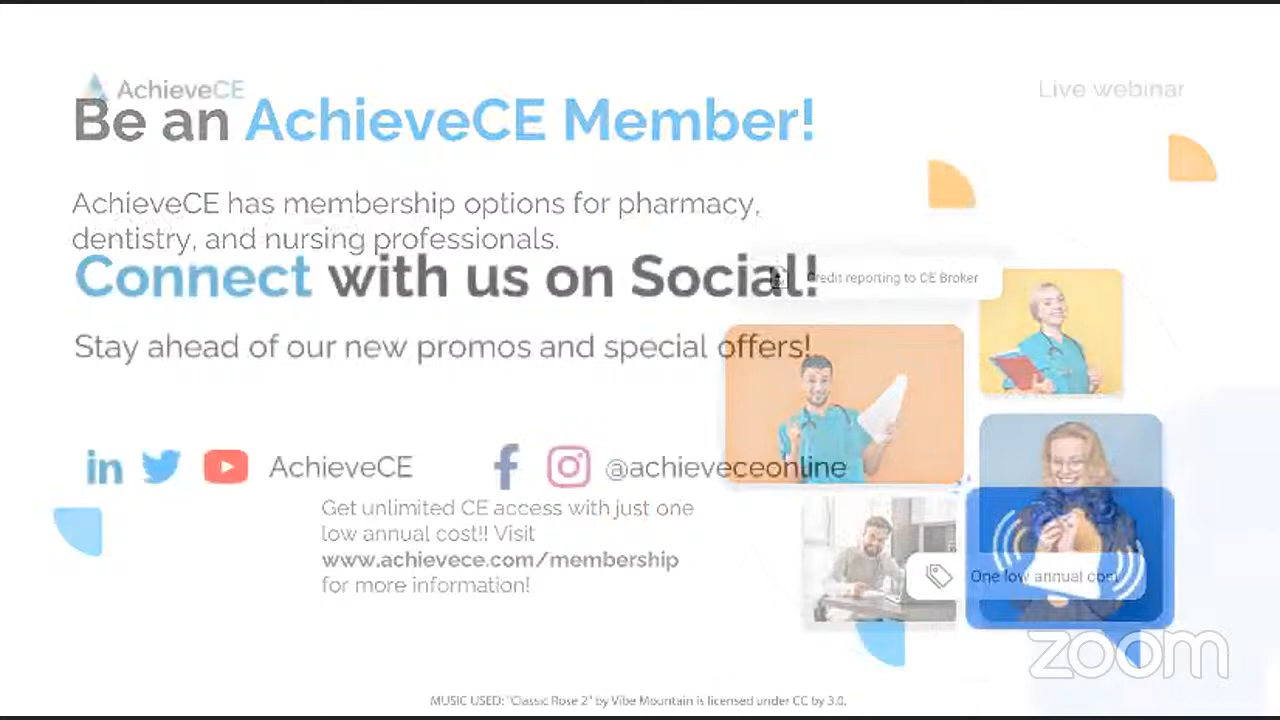 AchieveCE
Live webinar
Be an AchieveCE Member!
AchieveCE has membership options for pharmacy,
dentistry, and nursing professionals.
Connect with us on Social!
Credit reporting to CE Broker
Stay ahead of our new promos and special offers!
in
AchieveCE
@achieveceonline
Get unlimited CE access with just one
low annual cost!! Visit
www.achievece.com/membership
for more information!
One low annual cost
zoom
MUSIC USED: "Classic Rose 2" by Vibe Mountain is licensed under CC by 3.0.